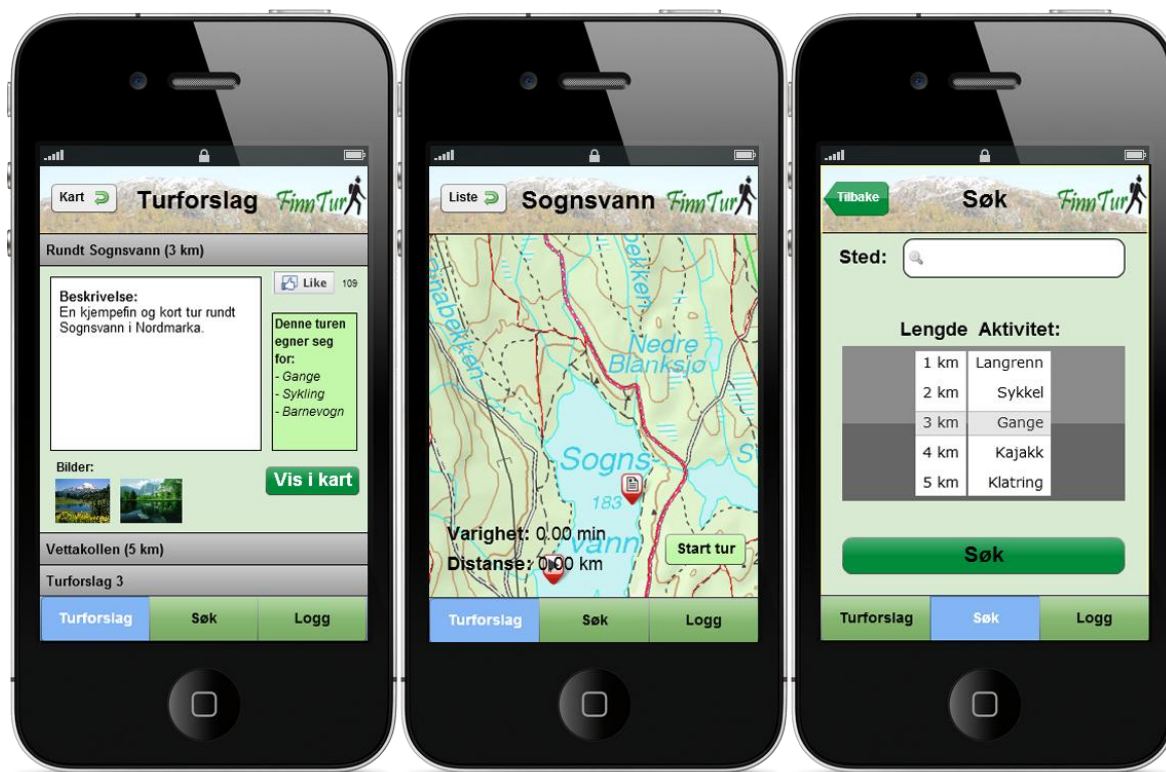 Kart
Turforslag
FinnTur
Rundt Sognsvann (3 km)
Beskrivelse:
En kjempefin og kort tur rundt
Sognsvann i Nordmarka.
Like 109
Denne turen
egner seg
for:
- Gange
- Sykling
- Barnevogn
Bilder:
Vis i kart
Vettakollen (5 km)
Turforslag 3
Turforslag Søk Logg
Liste
Sognsvann
FinnTur
Nedre
Blanksjø
Sogns-
183
vann
Varighet: 0.00 min
Distanse: 0.00 km
Start tur
Turforslag Søk Logg
Tilbake
Søk
FinnTur
Sted:
Lengde Aktivitet:
1 km Langrenn
2 km Sykkel
3 km Gange
4 km Kajakk
5 km Klatring
Søk
Turforslag Søk Logg